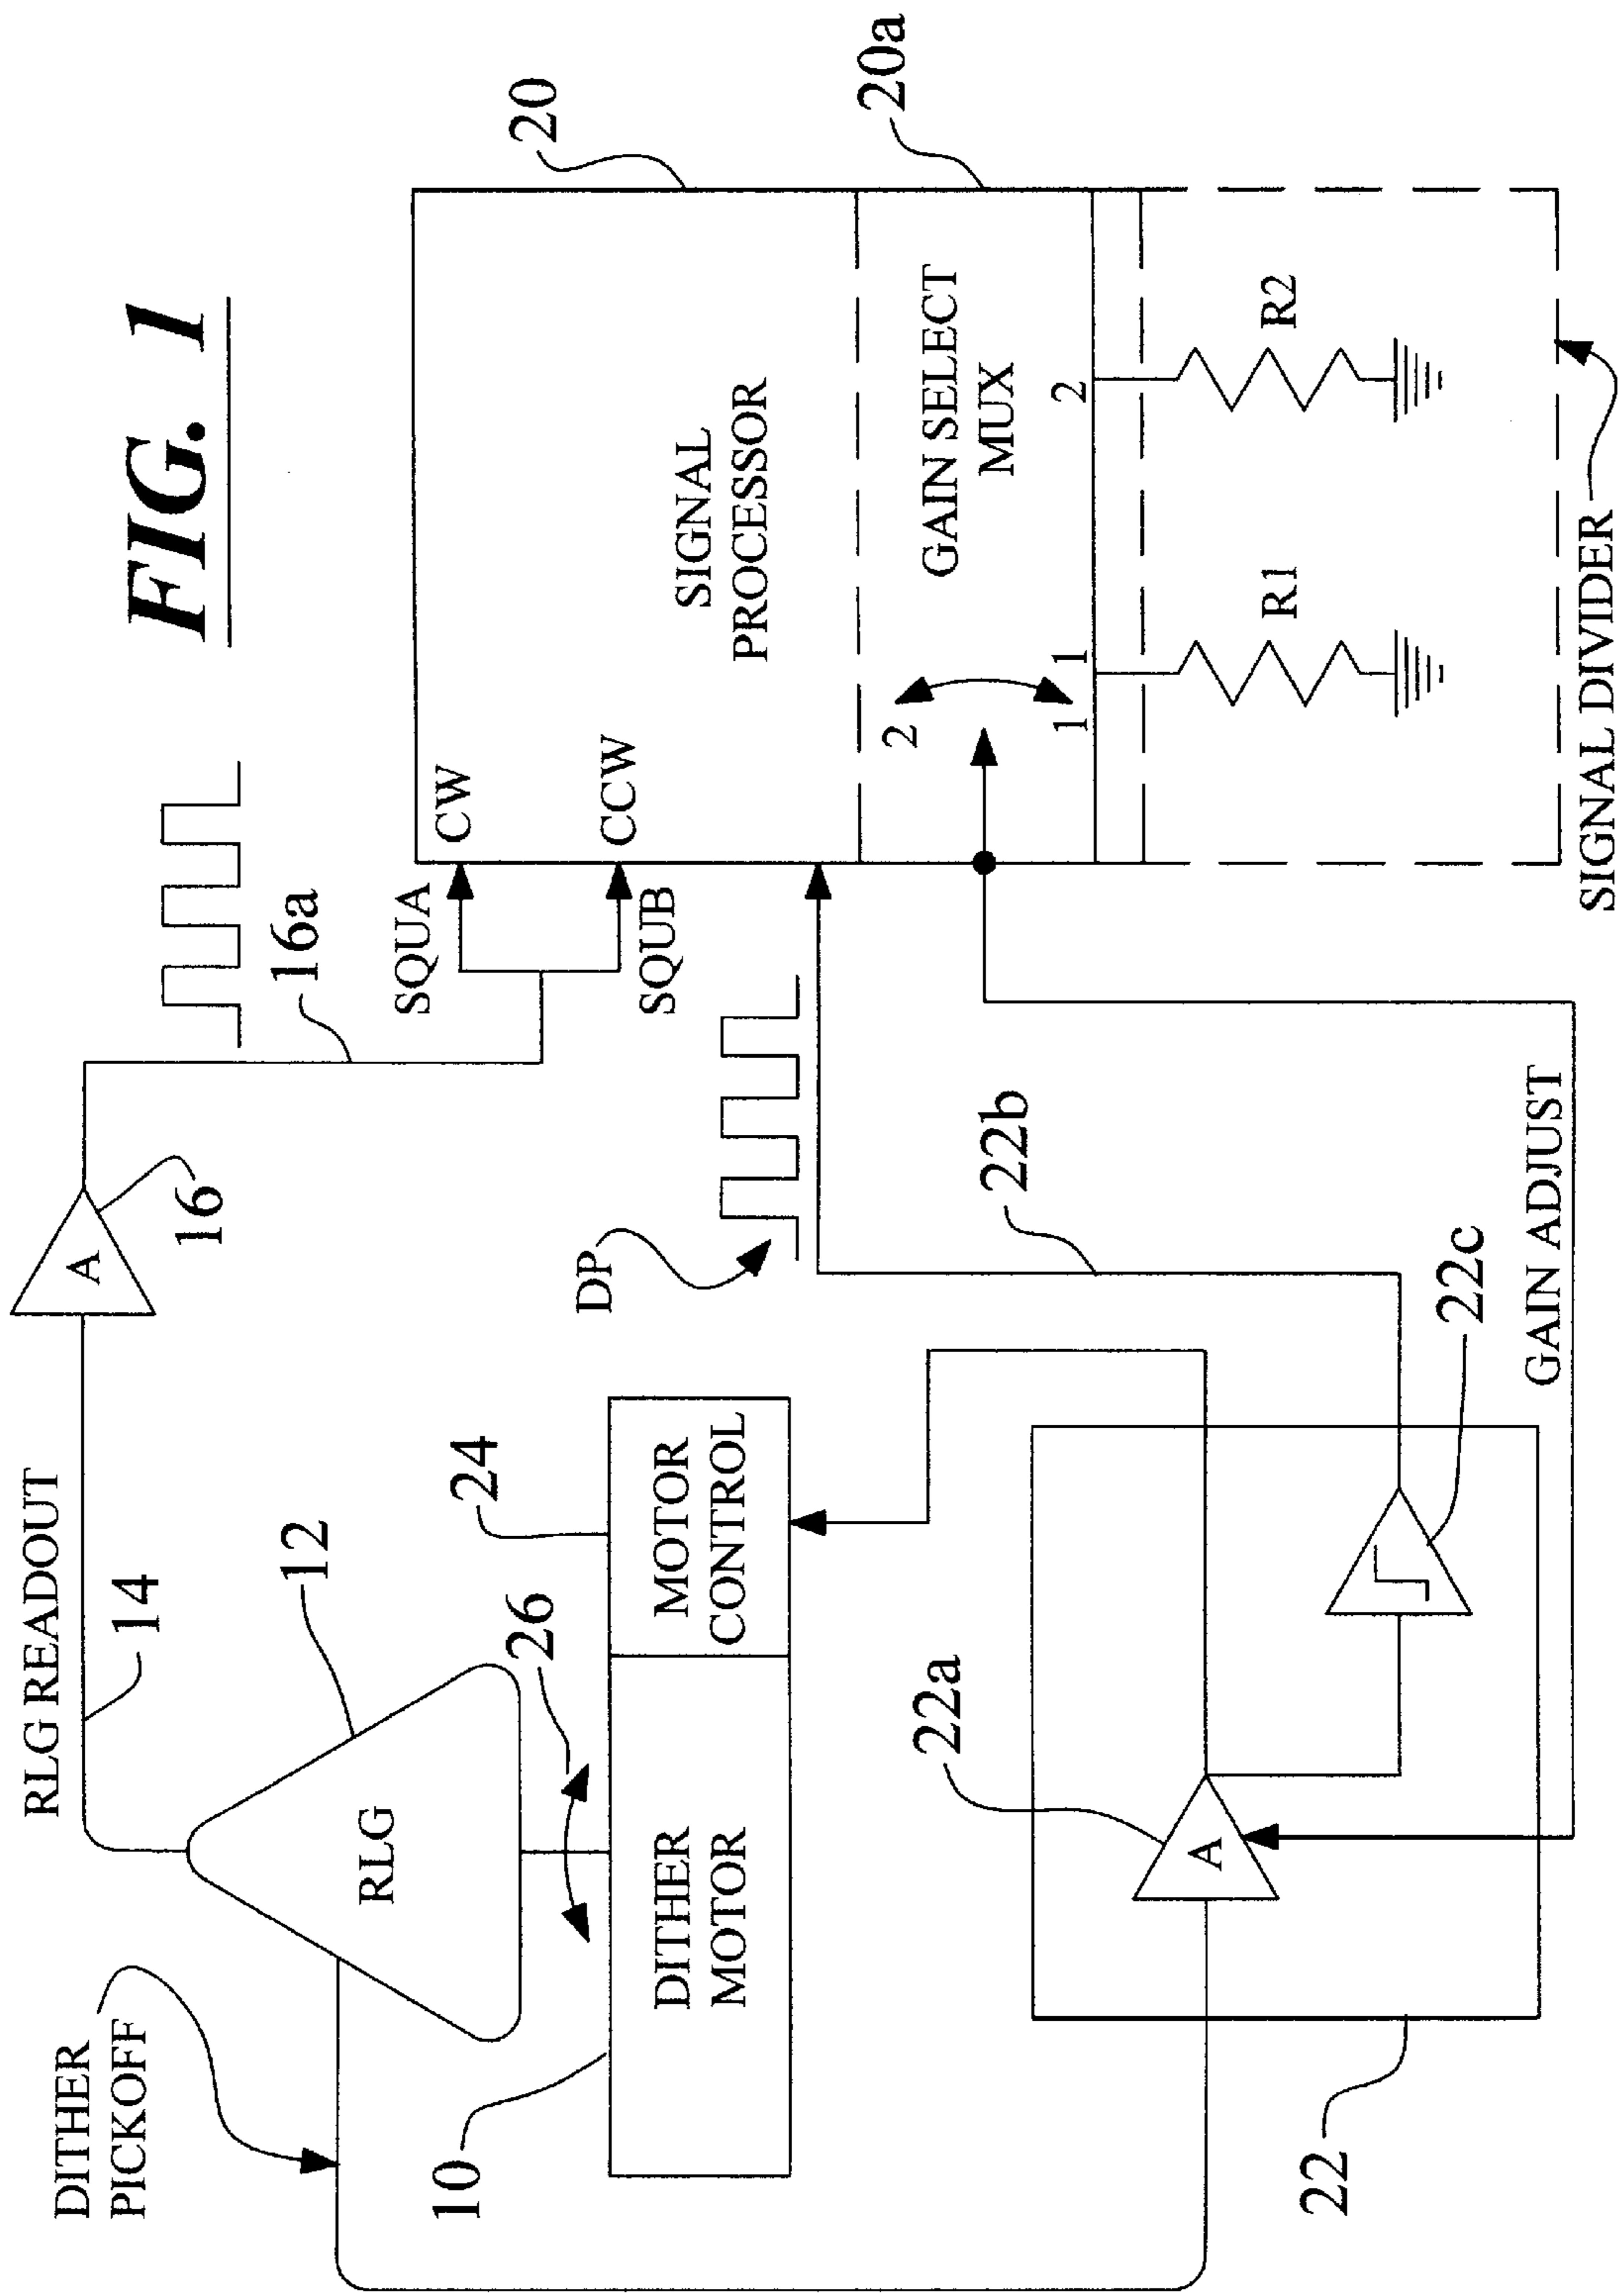 FIG. 1
RLG READOUT
14
A
16
16a
DITHER
PICKOFF
RLG
12
SQUA
SQUB
CW
CCW
20
SIGNAL
PROCESSOR
26
24
10
DITHER
MOTOR
MOTOR
CONTROL
DP
20a
GAIN SELECT
MUX
2
1
1
2
22a
22b
A
22c
22
GAIN ADJUST
R1
R2
SIGNAL DIVIDER